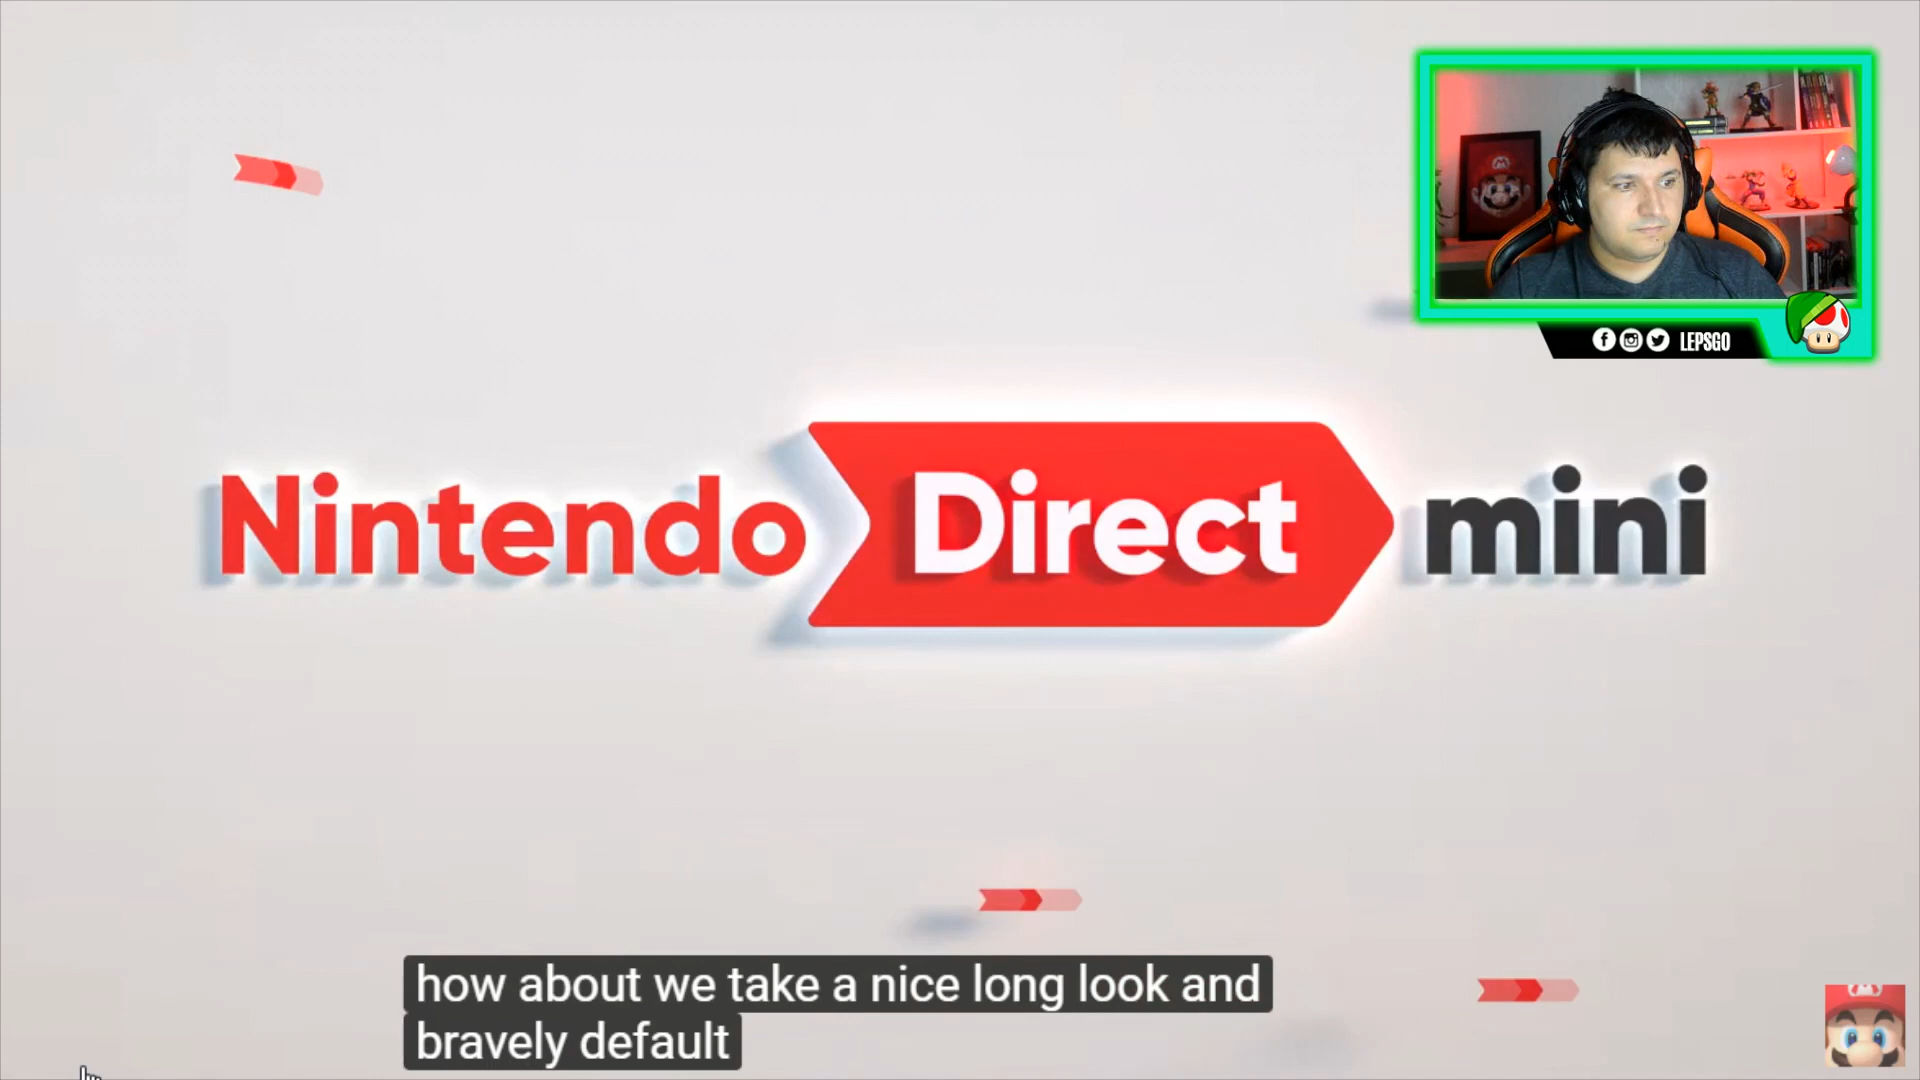 LEPSGO
Nintendo Direct mini
how about we take a nice long look and
bravely default